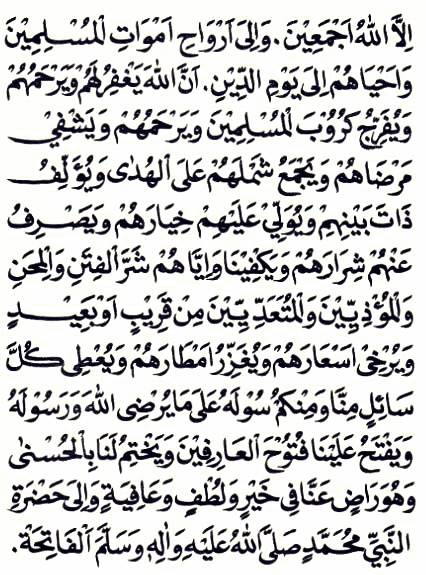 اِلَّا اللهُ اَجْمَعِيْنَ. وَاِلَى اَرْوَاحِ اَمْوَاتِ الْمُسْلِمِيْنَ
وَاَحْيَاهُمْ اِلَى يَوْمِ الدِّيْنِ. اَنَّ اللهَ يَغْفِرُ لَهُمْ وَيَرْحَمُهُمْ
وَيُفَرِّجُ كُرُوْبَ الْمُسْلِمِيْنَ وَيَرْحَمُهُمْ وَيَشْفِيْ
مَرْضَاهُمْ وَيَجْمَعُ شَمْلَهُمْ عَلَى الْهُدٰى وَيُؤَلِّفُ
ذَاتَ بَيْنِهِمْ وَيُوَلِّيْ عَلَيْهِمْ خِيَارَهُمْ وَيَصْرِفُ
عَنْهُمْ شِرَارَهُمْ وَيَكْفِيْنَا وَاِيَّاهُمْ شَرَّ الْفِتَنِ وَالْمِحَنِ
وَالْمُؤْذِيِّيْنَ وَالْمُتَعَدِّيِّيْنَ مِنْ قَرِيْبٍ اَوْ بَعِيْدٍ
وَيُرْخِيْ اَسْعَارَهُمْ وَيُغَزِّرُ اَمْطَارَهُمْ وَيُعْطِيْ كُلَّ
سَائِلٍ مِنَّا وَمِنْكُمْ سُوْلَهُ عَلَى مَا يُرْضِى اللهَ وَرَسُوْلَهُ
وَيَفْتَحُ عَلَيْنَا فُتُوْحَ الْعَارِفِيْنَ وَيَخْتِمُ لَنَا بِالْحُسْنٰى
وَهُوَ رَاضٍ عَنَّا فِي خَيْرٍ وَلُطْفٍ وَعَافِيَةٍ وَاِلَى حَضْرَةِ
النَّبِيِّ مُحَمَّدٍ صَلَّى اللهُ عَلَيْهِ وَاٰلِهِ وَسَلَّمَ الْفَاتِحَةْ.